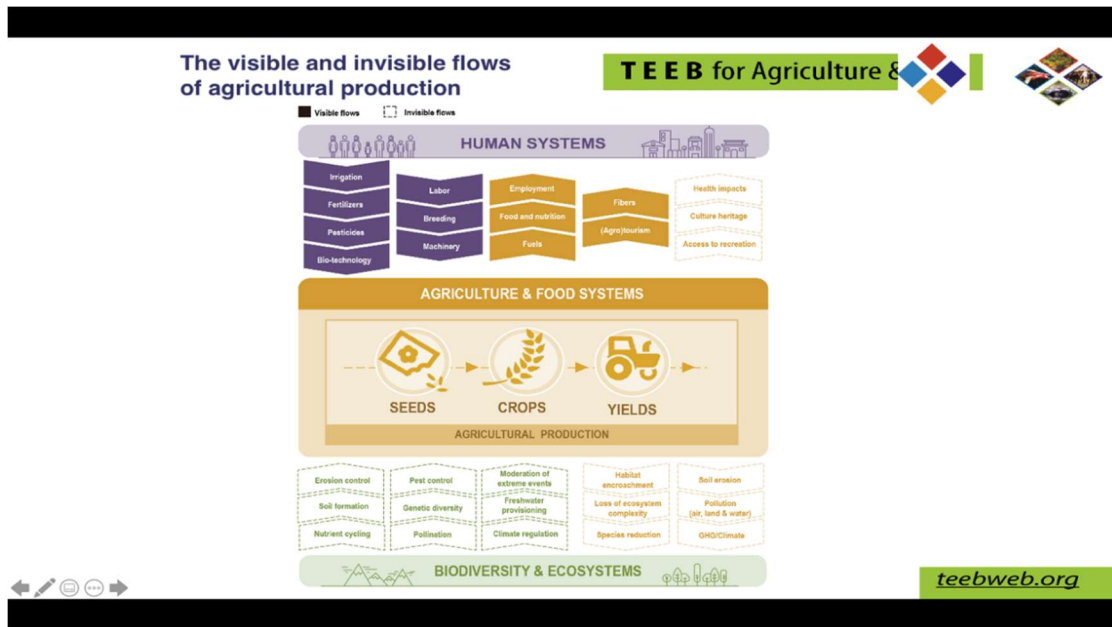 The visible and invisible flows
of agricultural production
TEEB for Agriculture &
Visible flows
Invisible flows
HUMAN SYSTEMS
Irrigation
Fertilizers
Pesticides
Bio-technology
Labor
Breeding
Machinery
Employment
Food and nutrition
Fuels
Fibers
(Agro)tourism
Health impacts
Culture heritage
Access to recreation
AGRICULTURE & FOOD SYSTEMS
SEEDS
CROPS
YIELDS
AGRICULTURAL PRODUCTION
Erosion control
Soil formation
Nutrient cycling
Pest control
Genetic diversity
Pollination
Moderation of
extreme events
Freshwater
provisioning
Climate regulation
Habitat
encroachment
Loss of ecosystem
complexity
Species reduction
Soil erosion
Pollution
(air, land & water)
GHG/Climate
BIODIVERSITY & ECOSYSTEMS
teebweb.org